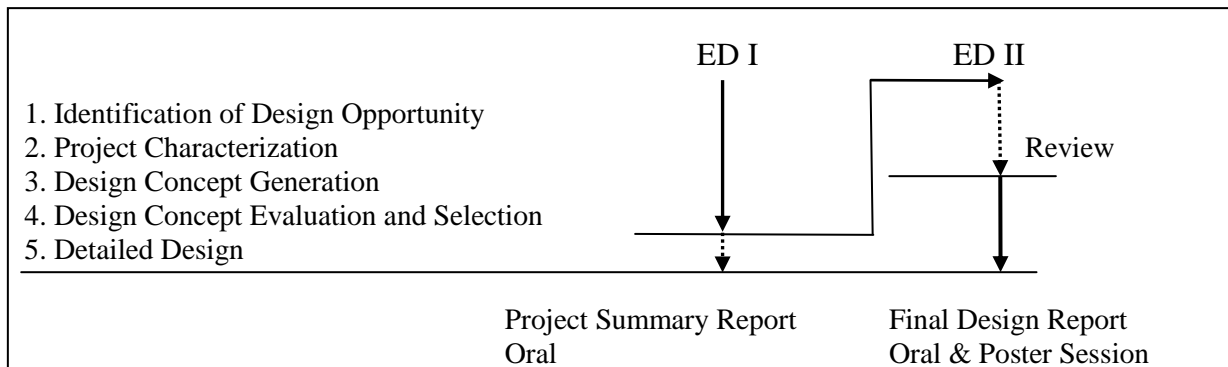 ED I
ED II
1. Identification of Design Opportunity
2. Project Characterization
3. Design Concept Generation
4. Design Concept Evaluation and Selection
5. Detailed Design
Review
Project Summary Report
Oral
Final Design Report
Oral & Poster Session